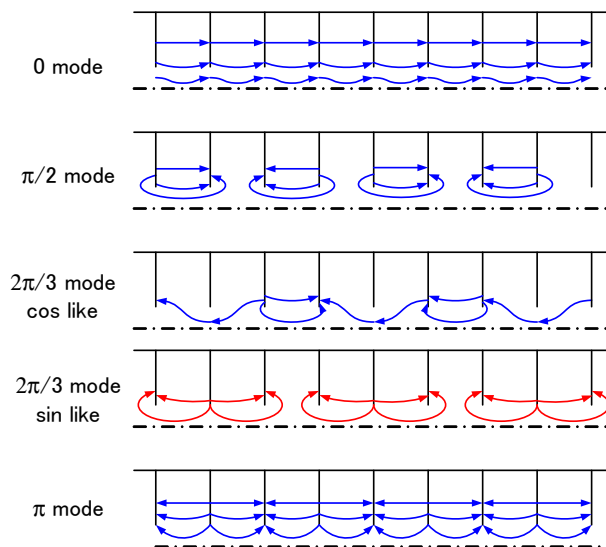 0 mode
π/2 mode
2π/3 mode
cos like
2π/3 mode
sin like
π mode